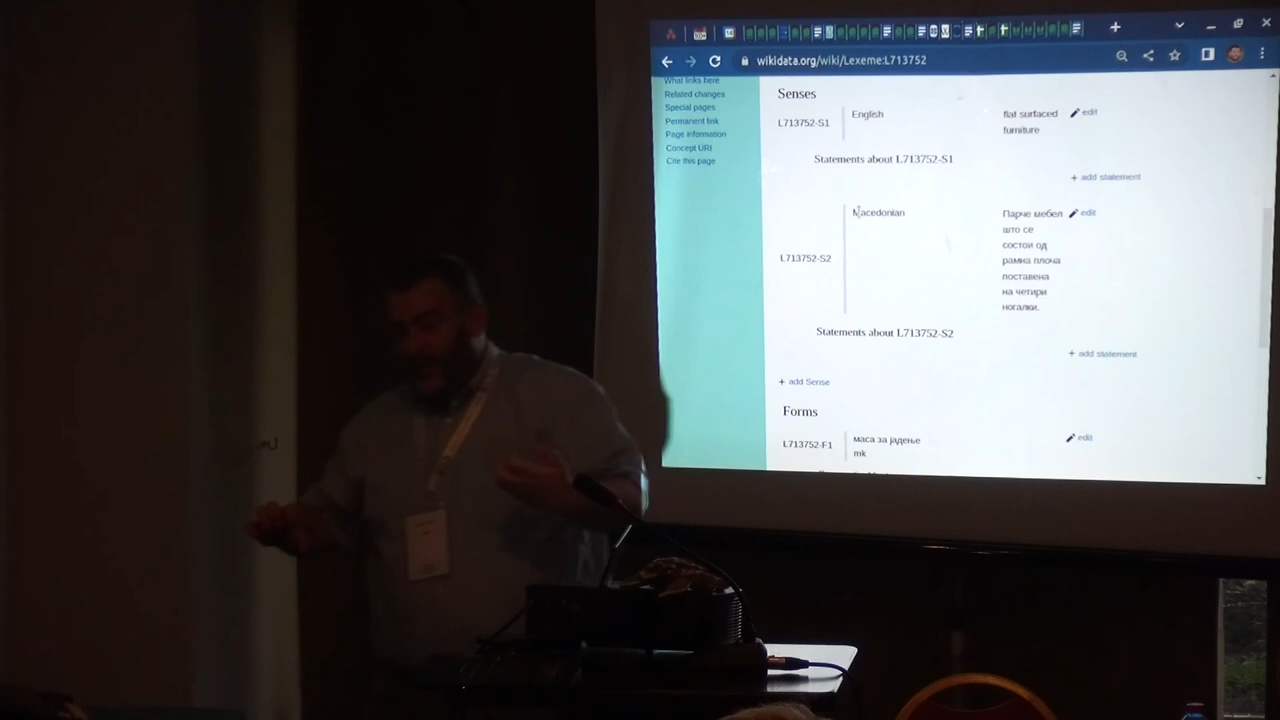 wikidata.org/wiki/Lexeme:L713752
What links here
Related changes
Special pages
Permanent link
Page information
Concept URI
Cite this page
Senses
L713752-S1
English
flat surfaced
furniture
edit
Statements about L713752-S1
+ add statement
L713752-S2
Macedonian
Парче мебел
што се
состои од
рамна плоча
поставена
на четири
ногалки.
edit
Statements about L713752-S2
+ add statement
+ add Sense
Forms
L713752-F1
маса за јадење
mk
edit